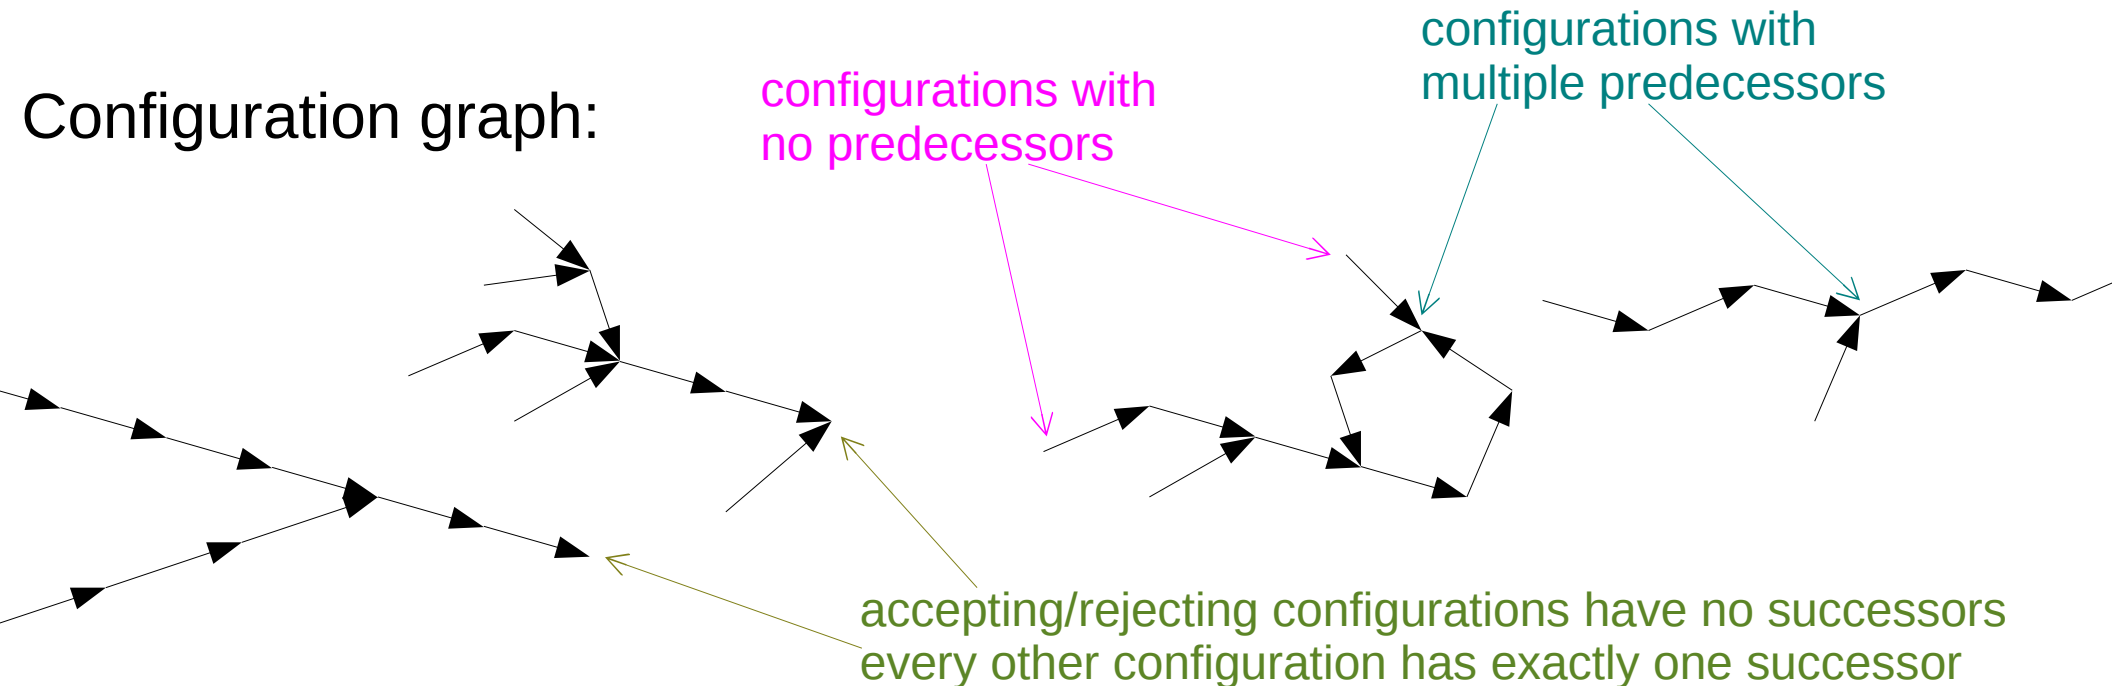 Configuration graph:
configurations with
no predecessors
configurations with
multiple predecessors
accepting/rejecting configurations have no successors
every other configuration has exactly one successor